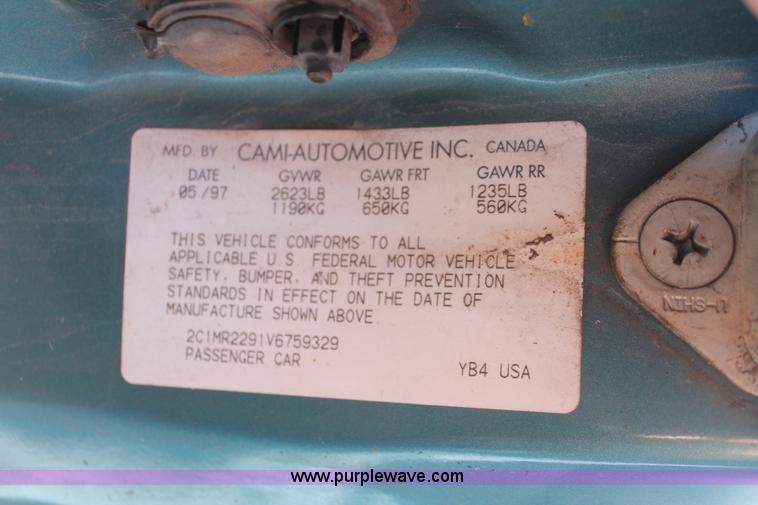 MFD. BY CAMI-AUTOMOTIVE INC. CANADA
DATE GVWR GAWR FRT GAWR RR
05/97 2623LB 1433LB 1235LB
1190KG 650KG 560KG
THIS VEHICLE CONFORMS TO ALL
APPLICABLE U.S. FEDERAL MOTOR VEHICLE
SAFETY, BUMPER, AND THEFT PREVENTION
STANDARDS IN EFFECT ON THE DATE OF
MANUFACTURE SHOWN ABOVE.
2C1MR2291V6759329
PASSENGER CAR YB4 USA
U-SHIN
www.purplewave.com